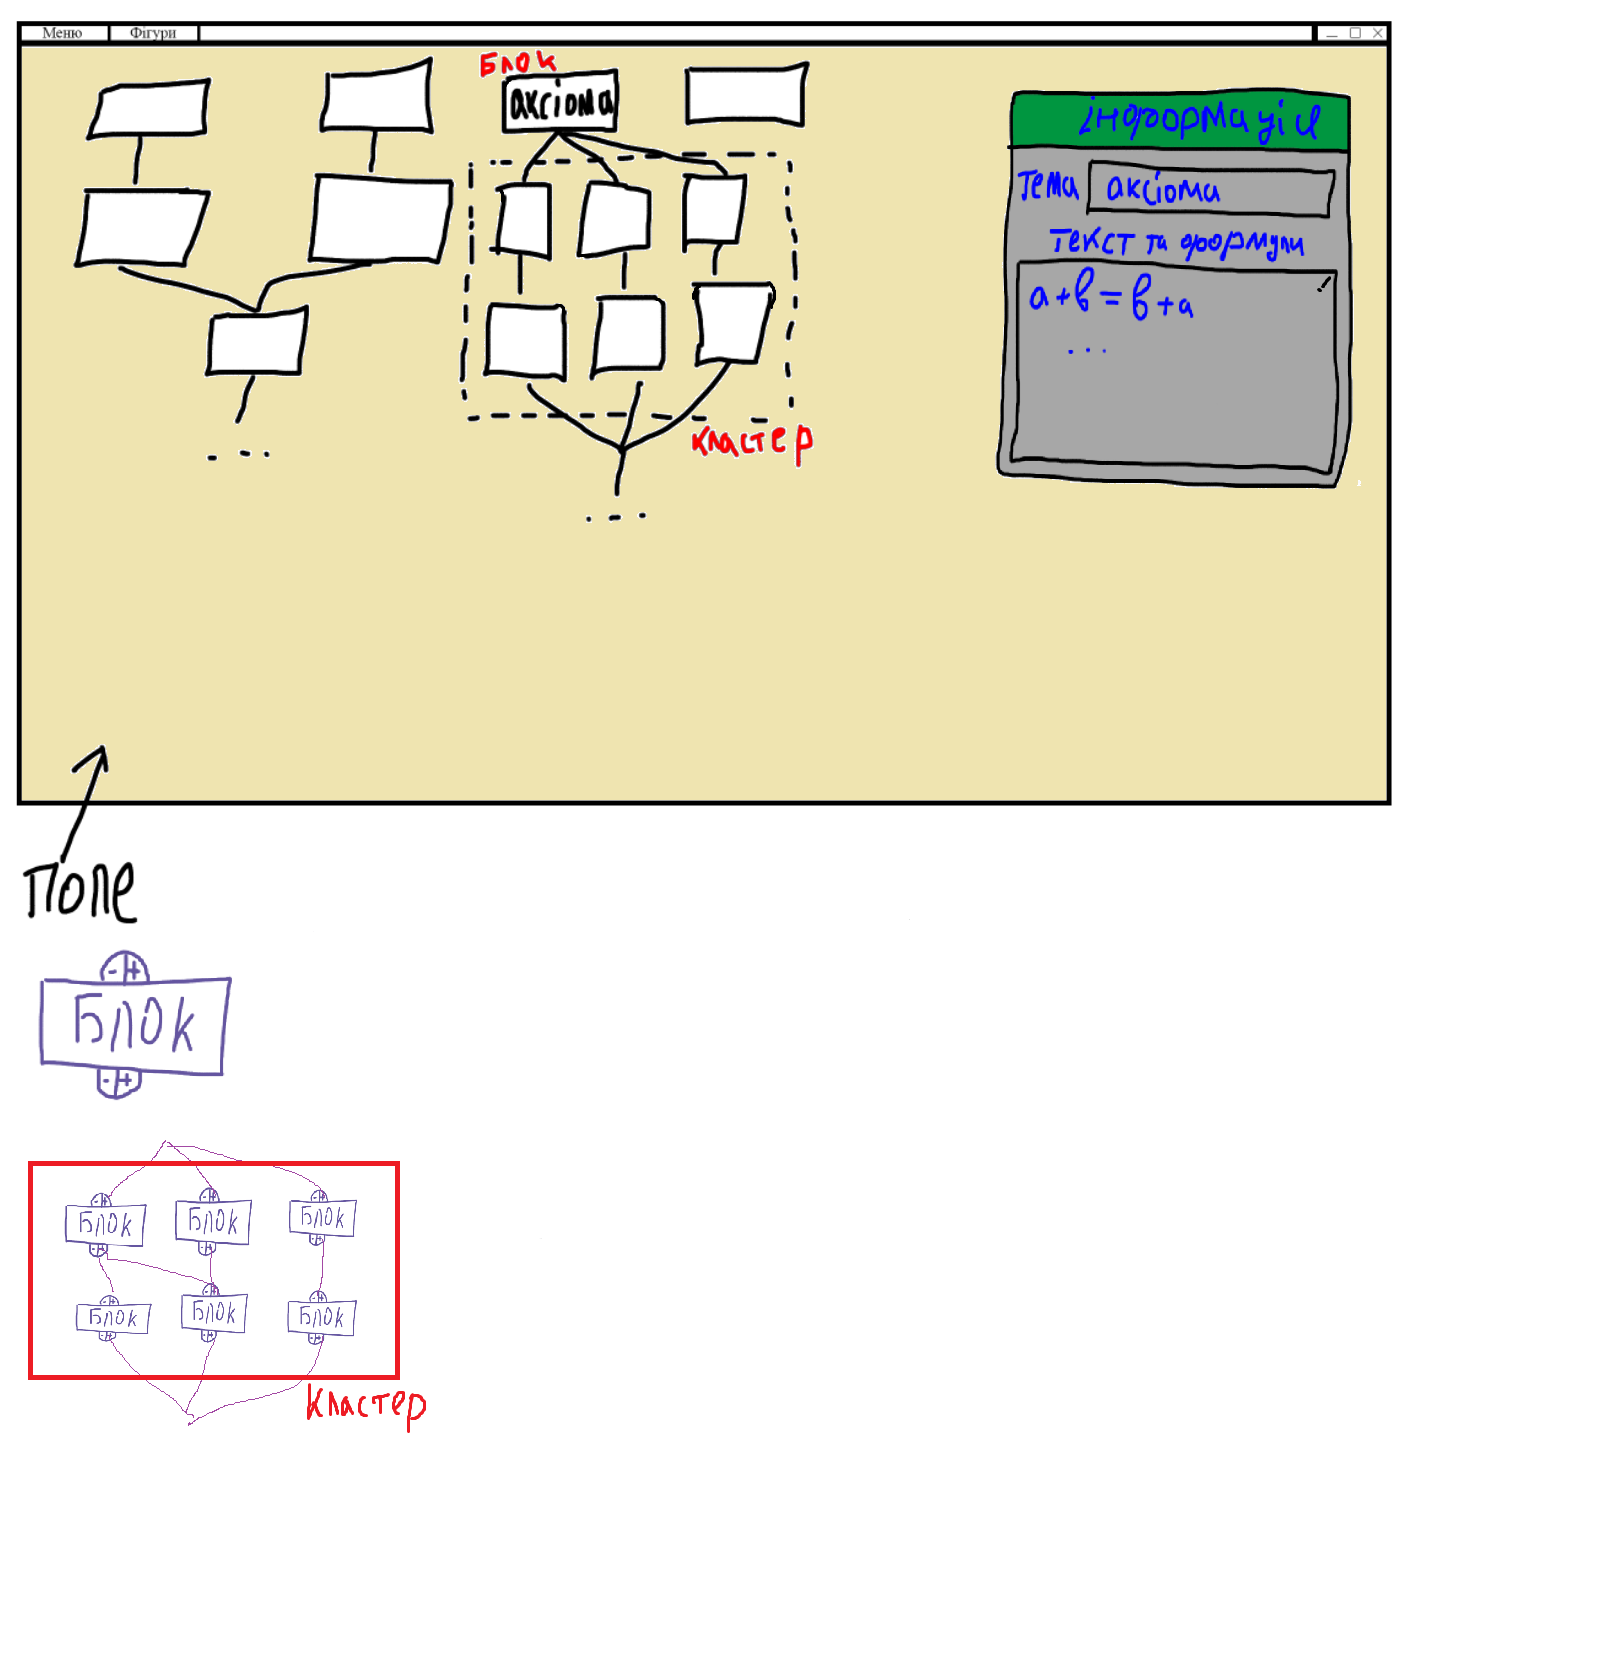 Меню Фігури
Блок
аксіома
інформація
Тема аксіома
Текст та формули
a+b=b+a
...
кластер
...
...
Поле
-+
Блок
-+
-+ -+ -+
Блок Блок Блок
-+ -+ -+
-+ -+ -+
Блок Блок Блок
-+ -+ -+
Кластер